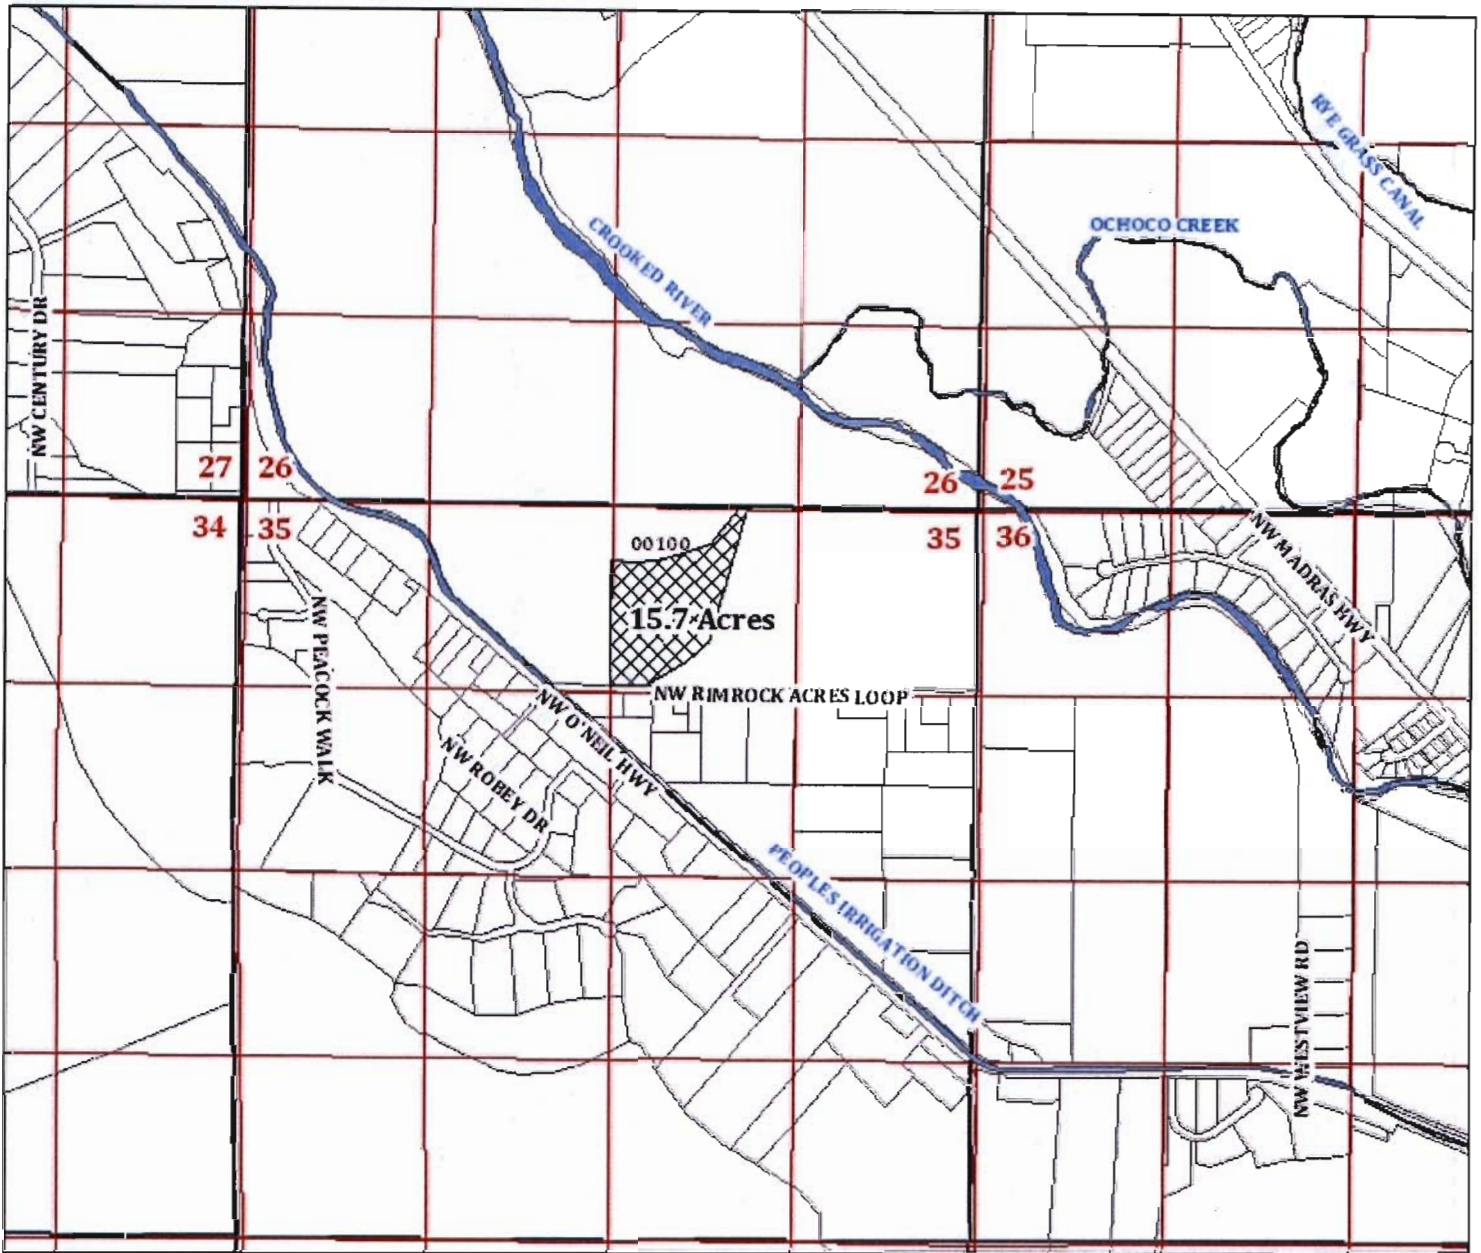 RYE GRASS CANAL
OCHOCO CREEK
CROOKED RIVER
NW CENTURY DR
27 26
26 25
34 35
35 36
00100
NW MADRAS HWY
15.7 Acres
NW PEACOCK WALK
NW RIMROCK ACRES LOOP
NW O'NEIL HWY
NW ROBEY DR
PEOPLES IRRIGATION DITCH
NW WESTVIEW RD